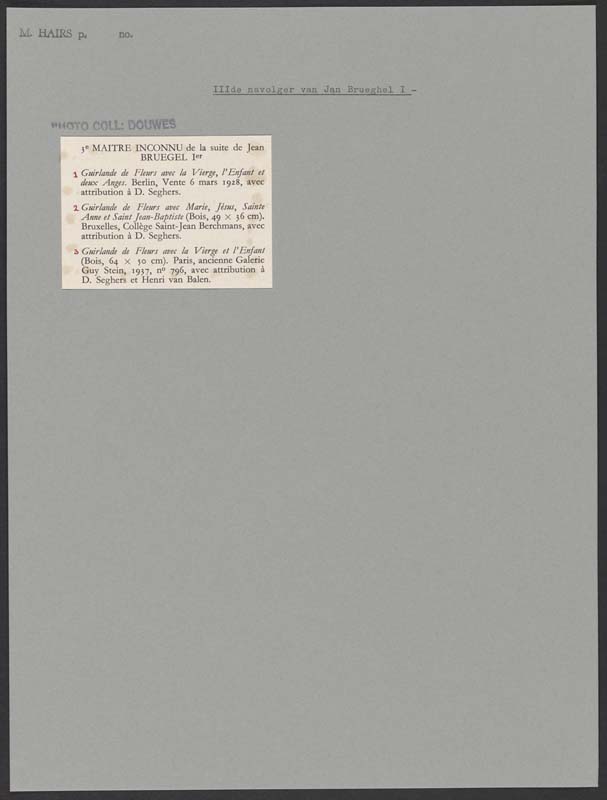 M. HAIRS p. no.
IIIde navolger van Jan Brueghel I -
PHOTO COLL: DOUWES
3e MAITRE INCONNU de la suite de Jean
BRUEGEL Ier
1 Guirlande de Fleurs avec la Vierge, l'Enfant et
deux Anges. Berlin, Vente 6 mars 1928, avec
attribution à D. Seghers.
2 Guirlande de Fleurs avec Marie, Jésus, Sainte
Anne et Saint Jean-Baptiste (Bois, 49 × 36 cm).
Bruxelles, Collège Saint-Jean Berchmans, avec
attribution à D. Seghers.
3 Guirlande de Fleurs avec la Vierge et l'Enfant
(Bois, 64 × 50 cm). Paris, ancienne Galerie
Guy Stein, 1937, no 796, avec attribution à
D. Seghers et Henri van Balen.